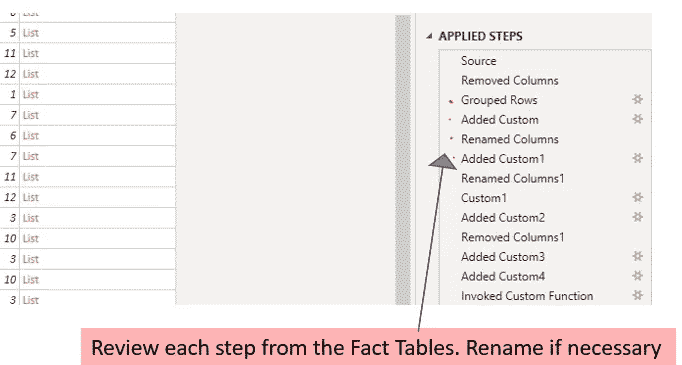 6 List
5 List
11 List
12 List
1 List
7 List
6 List
7 List
11 List
12 List
3 List
10 List
3 List
10 List
3 List
APPLIED STEPS
Source
Removed Columns
Grouped Rows
Added Custom
Renamed Columns
Added Custom1
Renamed Columns1
Custom1
Added Custom2
Removed Columns1
Added Custom3
Added Custom4
Invoked Custom Function
Review each step from the Fact Tables. Rename if necessary